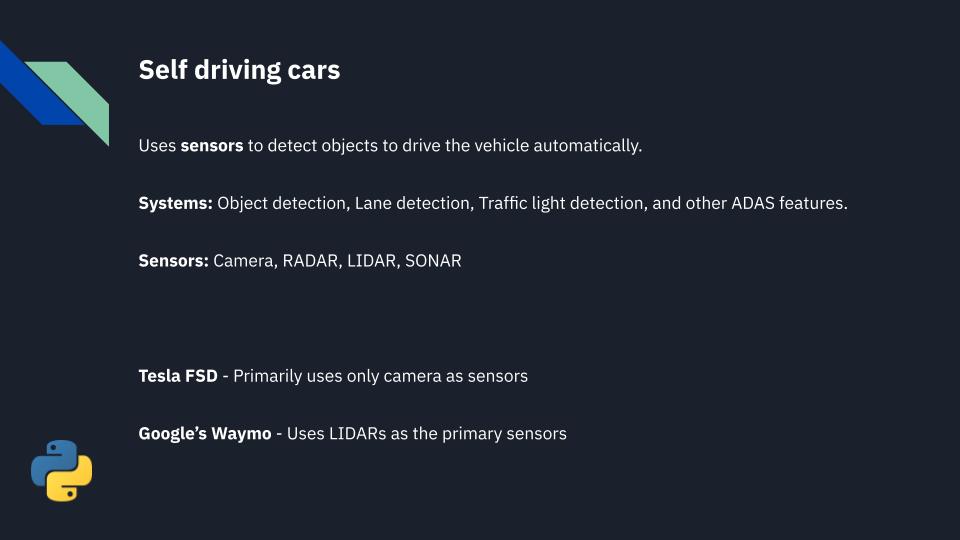 Self driving cars
Uses sensors to detect objects to drive the vehicle automatically.
Systems: Object detection, Lane detection, Traffic light detection, and other ADAS features.
Sensors: Camera, RADAR, LIDAR, SONAR
Tesla FSD - Primarily uses only camera as sensors
Google’s Waymo - Uses LIDARs as the primary sensors